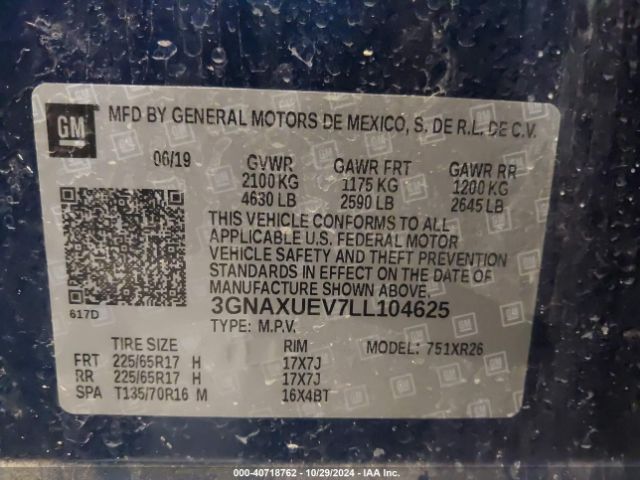 GM MFD BY GENERAL MOTORS DE MEXICO, S. DE R.L. DE C.V.
06/19 GVWR GAWR FRT GAWR RR
2100 KG 1175 KG 1200 KG
4630 LB 2590 LB 2645 LB
THIS VEHICLE CONFORMS TO ALL
APPLICABLE U.S. FEDERAL MOTOR
VEHICLE SAFETY AND THEFT PREVENTION
STANDARDS IN EFFECT ON THE DATE OF
MANUFACTURE SHOWN ABOVE.
617D 3GNAXUEV7LL104625
TYPE: M.P.V.
TIRE SIZE RIM MODEL: 751XR26
FRT 225/65R17 H 17X7J
RR 225/65R17 H 17X7J
SPA T135/70R16 M 16X4BT
000-40718762 - 10/29/2024 - IAA Inc.